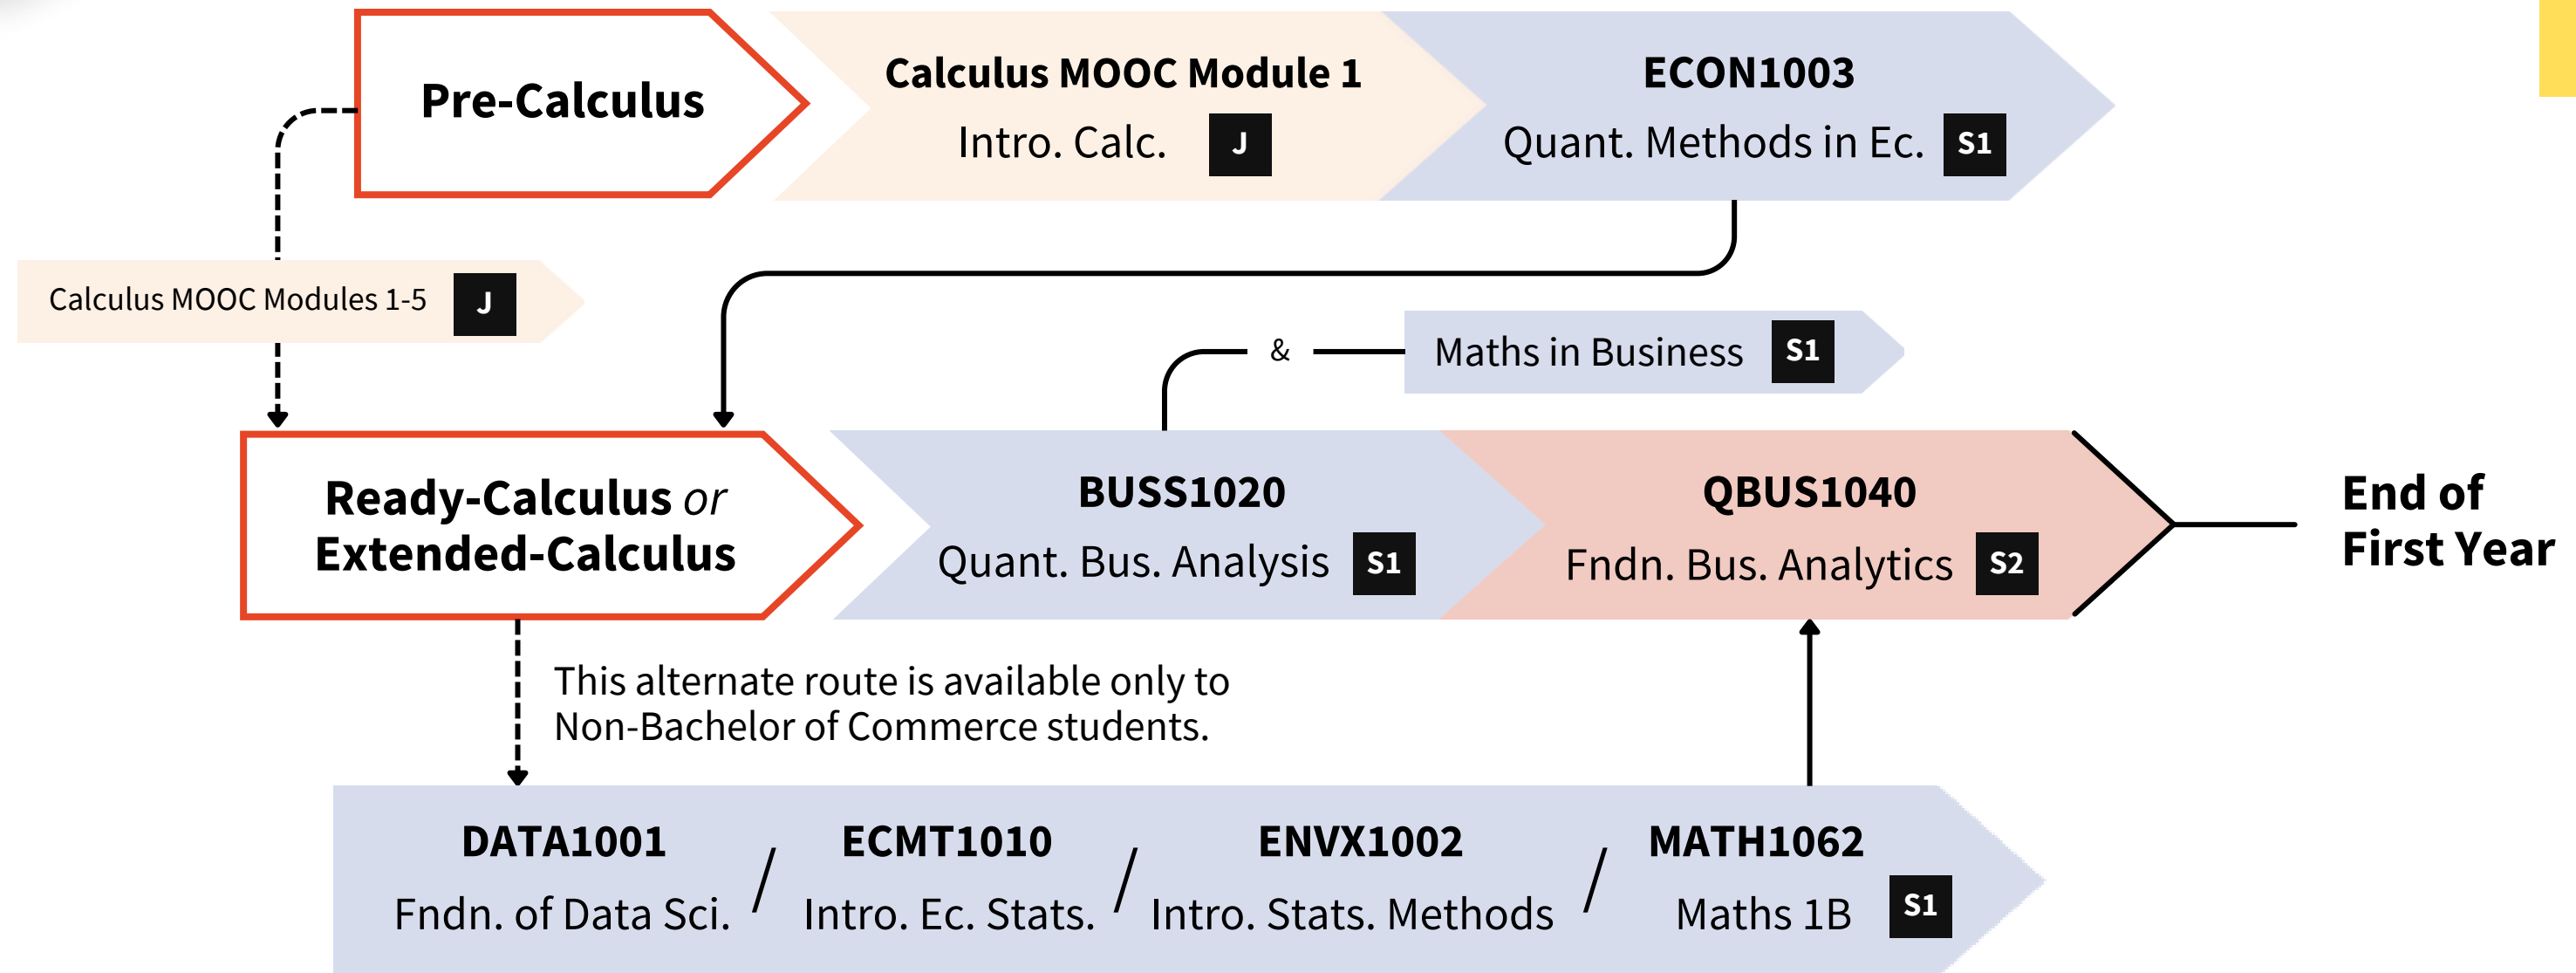 Pre-Calculus
Calculus MOOC Module 1
Intro. Calc. J
ECON1003
Quant. Methods in Ec. S1
Calculus MOOC Modules 1-5 J
& Maths in Business S1
Ready-Calculus or
Extended-Calculus
BUSS1020
Quant. Bus. Analysis S1
QBUS1040
Fndn. Bus. Analytics S2
End of
First Year
This alternate route is available only to
Non-Bachelor of Commerce students.
DATA1001 / ECMT1010 / ENVX1002 / MATH1062
Fndn. of Data Sci. Intro. Ec. Stats. Intro. Stats. Methods Maths 1B S1